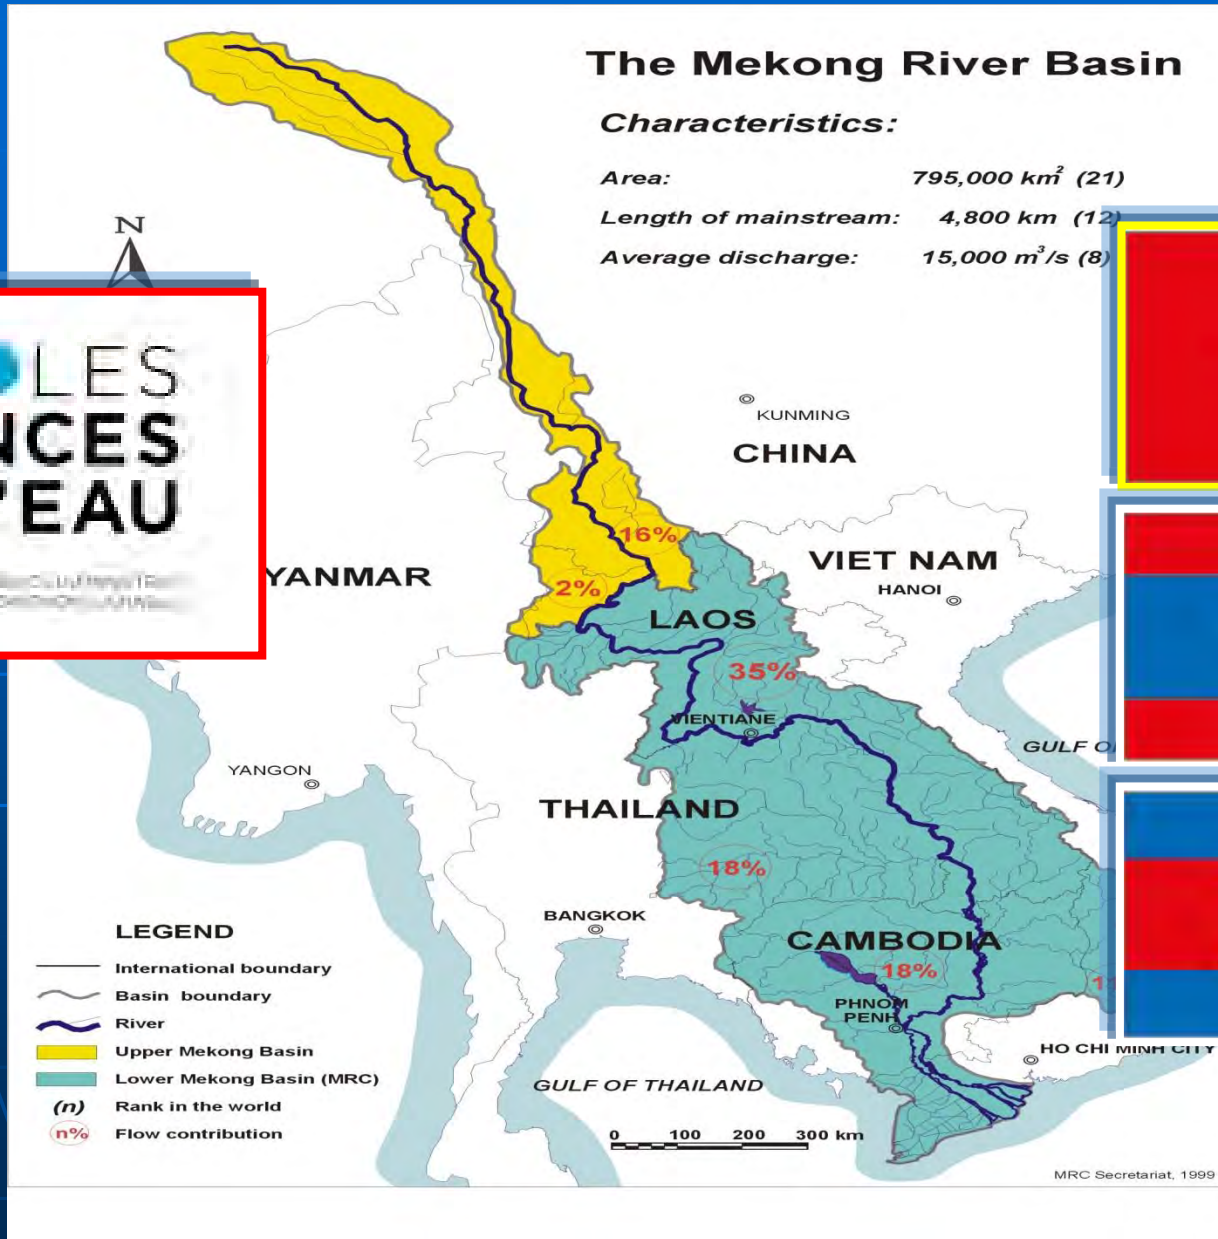 The Mekong River Basin
Characteristics:
Area: 795,000 km² (21)
Length of mainstream: 4,800 km (12)
Average discharge: 15,000 m³/s (8)
N
LES
NCES
'EAU
KUNMING
CHINA
16%
2%
YANMAR
VIET NAM
HANOI
LAOS
35%
VIENTIANE
GULF O
YANGON
THAILAND
18%
BANGKOK
CAMBODIA
18%
11
PHNOM
PENH
HO CHI MINH CITY
GULF OF THAILAND
LEGEND
International boundary
Basin boundary
River
Upper Mekong Basin
Lower Mekong Basin (MRC)
(n) Rank in the world
n% Flow contribution
0 100 200 300 km
MRC Secretariat, 1999